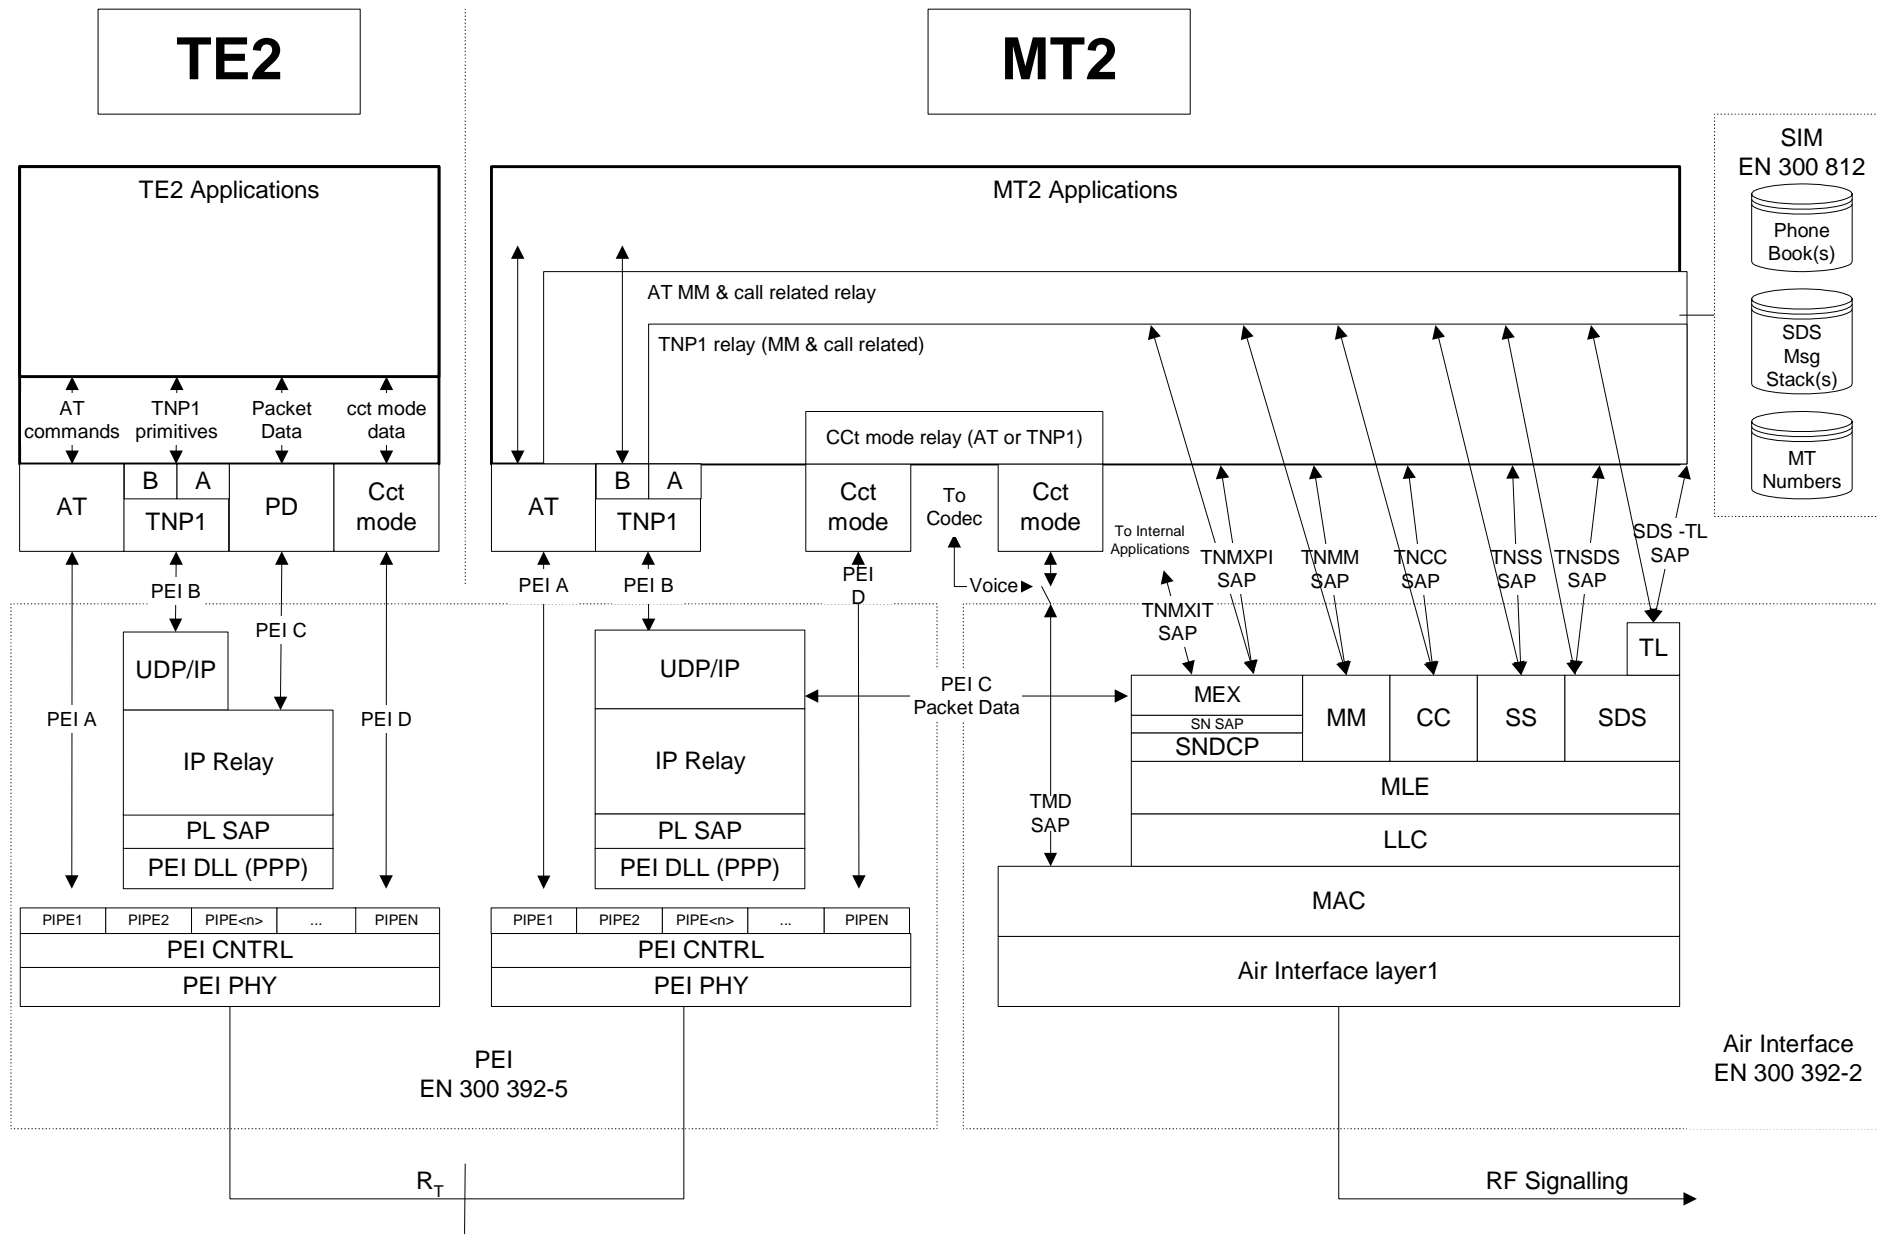 TE2
MT2
SIM
EN 300 812
Phone
Book(s)
SDS
Msg
Stack(s)
MT
Numbers
TE2 Applications
AT
commands
TNP1
primitives
Packet
Data
cct mode
data
AT
B
A
TNP1
PD
Cct
mode
MT2 Applications
AT MM & call related relay
TNP1 relay (MM & call related)
CCt mode relay (AT or TNP1)
AT
B
A
TNP1
Cct
mode
To
Codec
Cct
mode
To Internal
Applications
TNMXPI
SAP
TNMM
SAP
TNCC
SAP
TNSS
SAP
TNSDS
SAP
SDS -TL
SAP
PEI B
PEI C
PEI A
PEI D
UDP/IP
IP Relay
PL SAP
PEI DLL (PPP)
PIPE1
PIPE2
PIPE<n>
...
PIPEN
PEI CNTRL
PEI PHY
PEI A
PEI B
PEI
D
Voice
UDP/IP
IP Relay
PL SAP
PEI DLL (PPP)
PIPE1
PIPE2
PIPE<n>
...
PIPEN
PEI CNTRL
PEI PHY
PEI C
Packet Data
TNMXIT
SAP
TMD
SAP
TL
MEX
SN SAP
SNDCP
MM
CC
SS
SDS
MLE
LLC
MAC
Air Interface layer1
PEI
EN 300 392-5
Air Interface
EN 300 392-2
RT
RF Signalling